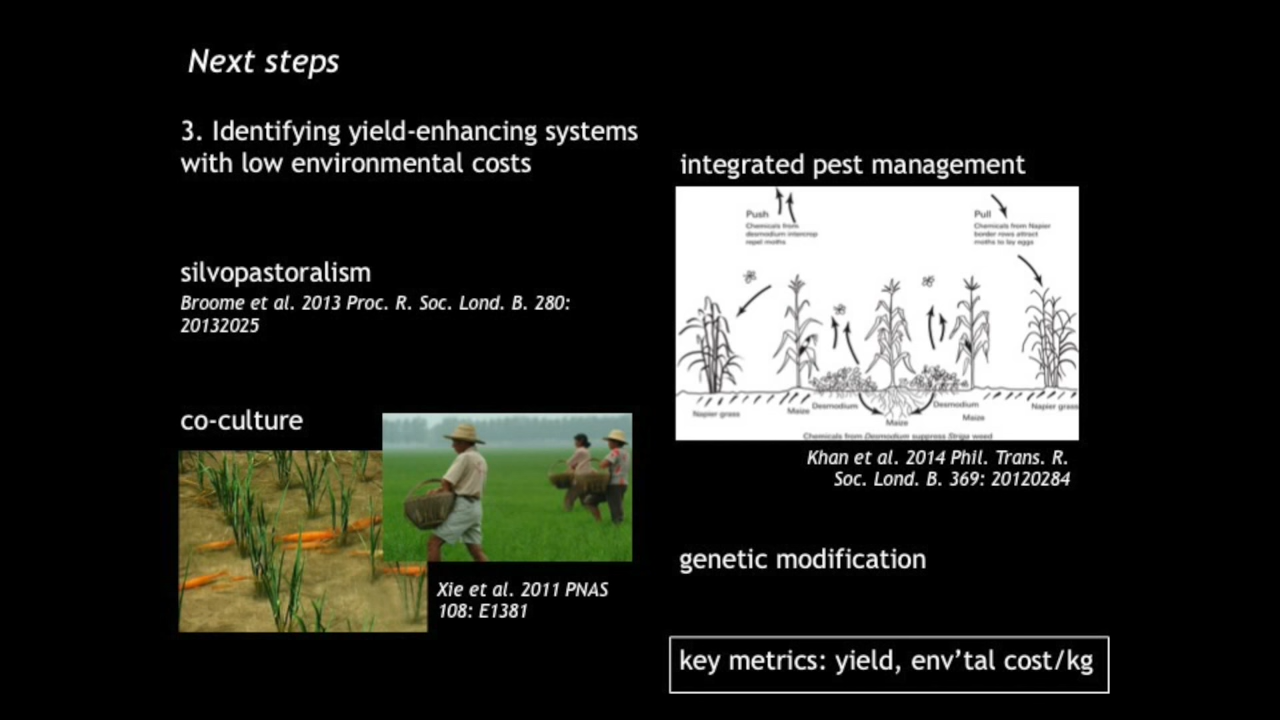 Next steps
3. Identifying yield-enhancing systems
with low environmental costs
silvopastoralism
Broome et al. 2013 Proc. R. Soc. Lond. B. 280:
20132025
co-culture
Xie et al. 2011 PNAS
108: E1381
integrated pest management
Push
Chemicals from
desmodium intercrop
repel moths
Pull
Chemicals from Napier
border rows attract
moths to lay eggs
Napier grass
Maize
Desmodium
Maize
Desmodium
Maize
Napier grass
Chemicals from Desmodium suppress Striga weed
Khan et al. 2014 Phil. Trans. R.
Soc. Lond. B. 369: 20120284
genetic modification
key metrics: yield, env’tal cost/kg